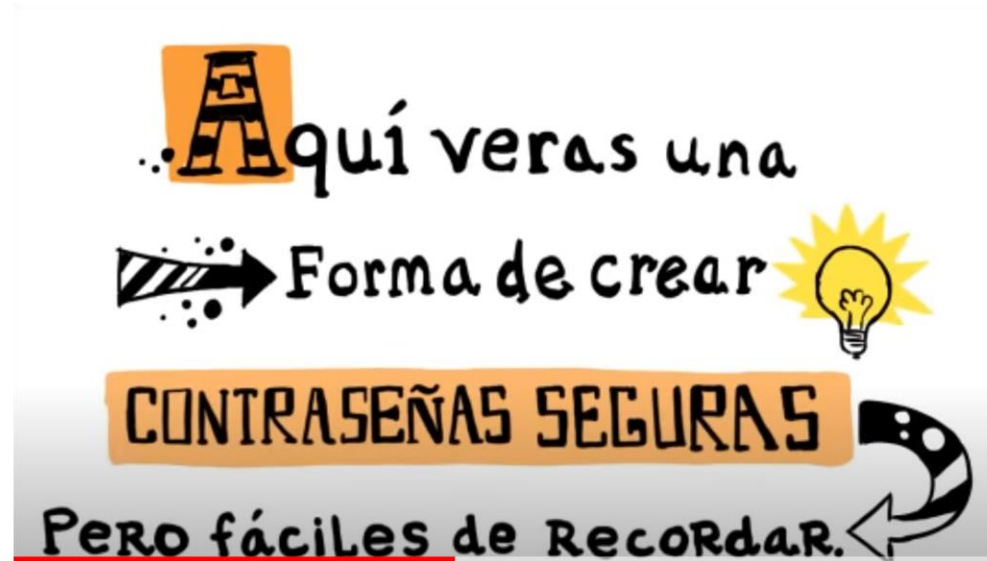 Aquí veras una
Forma de crear
CONTRASEÑAS SEGURAS
PERO fáciLes de RecoRdaR.